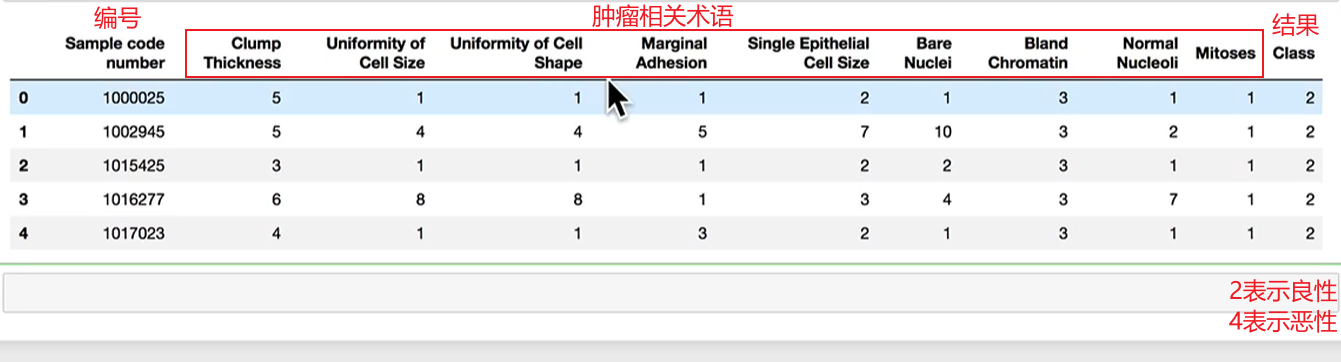 编号 肿瘤相关术语 结果
Sample code number Clump Thickness Uniformity of Cell Size Uniformity of Cell Shape Marginal Adhesion Single Epithelial Cell Size Bare Nuclei Bland Chromatin Normal Nucleoli Mitoses Class
0 1000025 5 1 1 1 2 1 3 1 1 2
1 1002945 5 4 4 5 7 10 3 2 1 2
2 1015425 3 1 1 1 2 2 3 1 1 2
3 1016277 6 8 8 1 3 4 3 7 1 2
4 1017023 4 1 1 3 2 1 3 1 1 2
2表示良性
4表示恶性